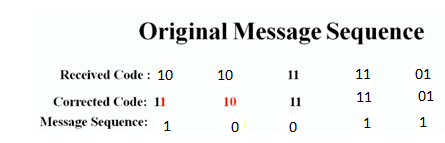 Original Message Sequence
Received Code : 10 10 11 11 01
Corrected Code: 11 10 11 11 01
Message Sequence: 1 0 0 1 1